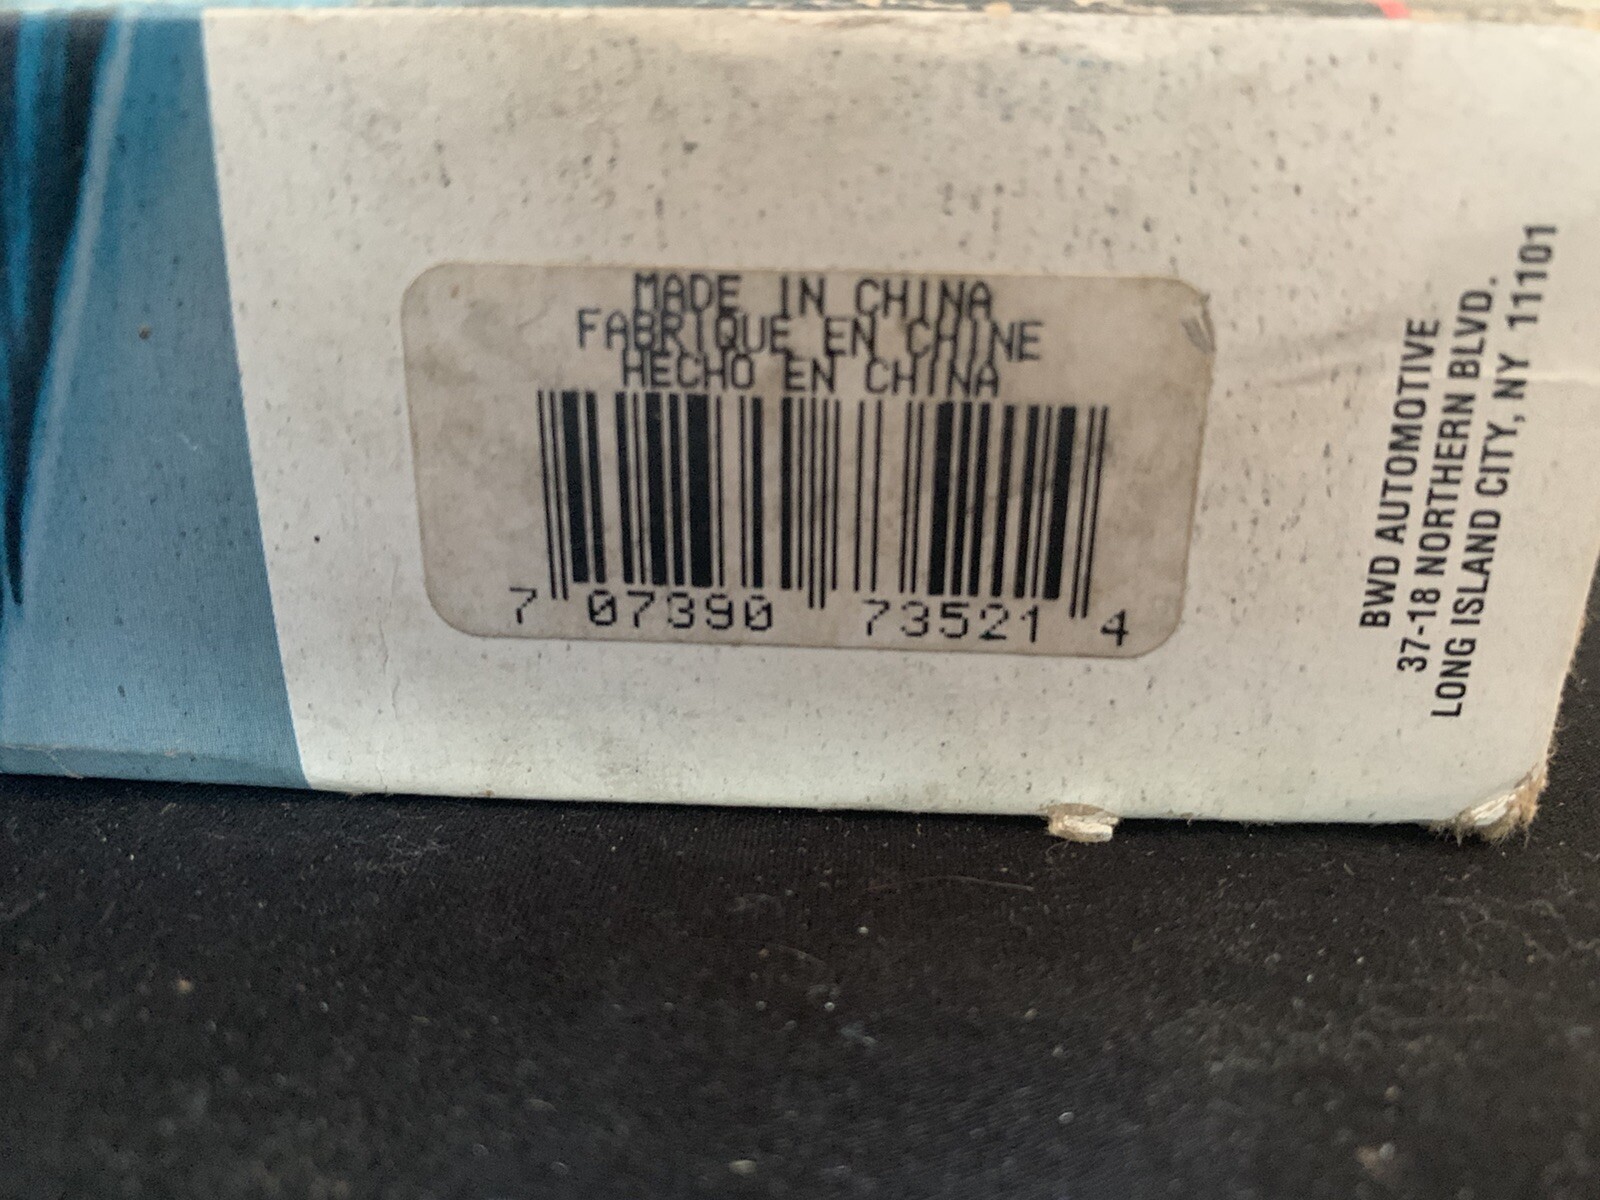 MADE IN CHINA
FABRIQUE EN CHINE
HECHO EN CHINA
7 07390 73521 4
BWD AUTOMOTIVE
37-18 NORTHERN BLVD.
LONG ISLAND CITY, NY 11101